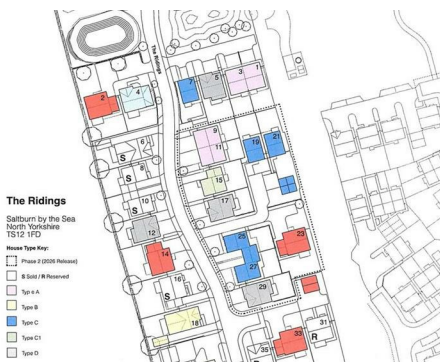 The Ridings
2
4
7
5
3
1
6
S
8
S
10
S
12
14
16
S
18
9
11
15
17
19
21
25
27
23
29
31
R
33
35
The Ridings
Saltburn by the Sea
North Yorkshire
TS12 1FD
House Type Key:
Phase 2 (2026 Release)
S Sold / R Reserved
Typ e A
Type B
Type C
Type C1
Type D